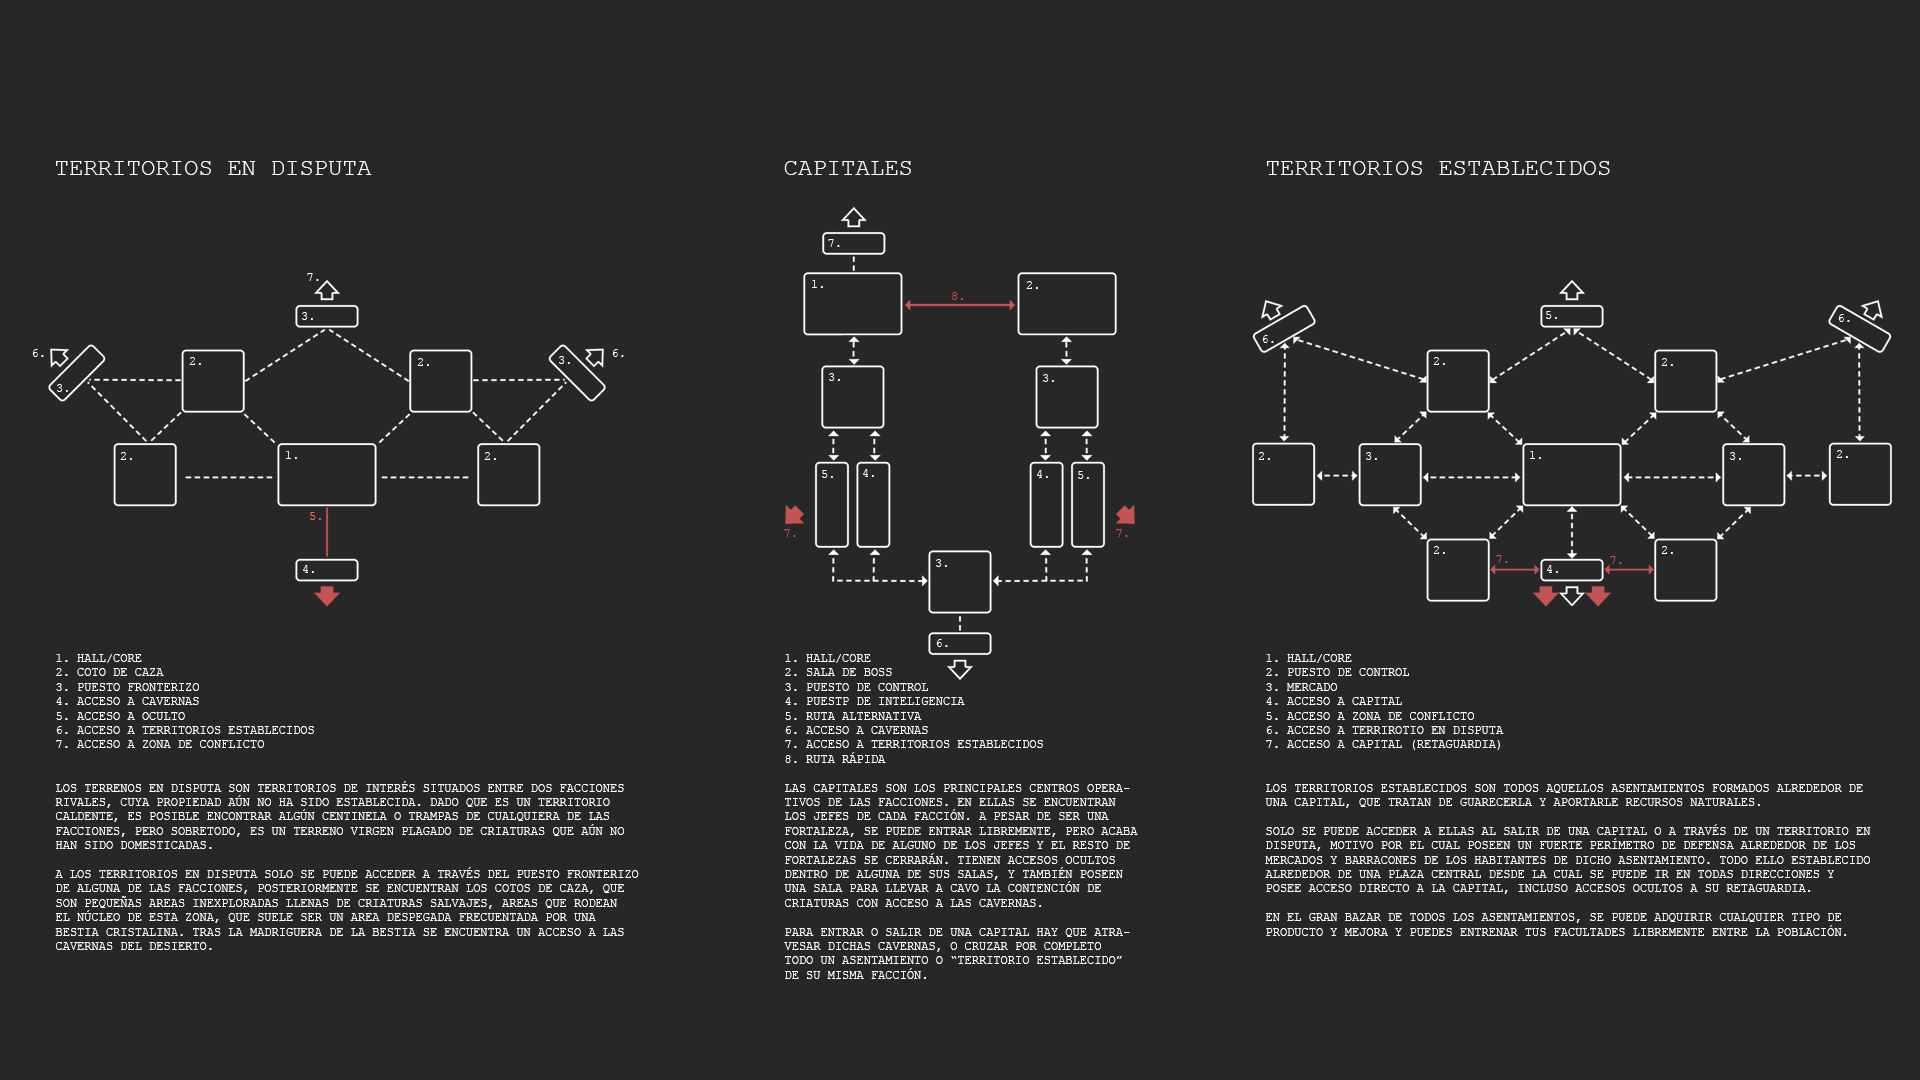 TERRITORIOS EN DISPUTA
7.
3.
6.
3.
2.
2.
3.
6.
2.
1.
2.
5.
4.
1. HALL/CORE
2. COTO DE CAZA
3. PUESTO FRONTERIZO
4. ACCESO A CAVERNAS
5. ACCESO A OCULTO
6. ACCESO A TERRITORIOS ESTABLECIDOS
7. ACCESO A ZONA DE CONFLICTO
LOS TERRENOS EN DISPUTA SON TERRITORIOS DE INTERÉS SITUADOS ENTRE DOS FACCIONES
RIVALES, CUYA PROPIEDAD AÚN NO HA SIDO ESTABLECIDA. DADO QUE ES UN TERRITORIO
CALDENTE, ES POSIBLE ENCONTRAR ALGÚN CENTINELA O TRAMPAS DE CUALQUIERA DE LAS
FACCIONES, PERO SOBRETODO, ES UN TERRENO VIRGEN PLAGADO DE CRIATURAS QUE AÚN NO
HAN SIDO DOMESTICADAS.
A LOS TERRITORIOS EN DISPUTA SOLO SE PUEDE ACCEDER A TRAVÉS DEL PUESTO FRONTERIZO
DE ALGUNA DE LAS FACCIONES, POSTERIORMENTE SE ENCUENTRAN LOS COTOS DE CAZA, QUE
SON PEQUEÑAS AREAS INEXPLORADAS LLENAS DE CRIATURAS SALVAJES, AREAS QUE RODEAN
EL NÚCLEO DE ESTA ZONA, QUE SUELE SER UN AREA DESPEGADA FRECUENTADA POR UNA
BESTIA CRISTALINA. TRAS LA MADRIGUERA DE LA BESTIA SE ENCUENTRA UN ACCESO A LAS
CAVERNAS DEL DESIERTO.
CAPITALES
7.
1.
8.
2.
3.
3.
5.
4.
4.
5.
7.
7.
3.
6.
1. HALL/CORE
2. SALA DE BOSS
3. PUESTO DE CONTROL
4. PUESTP DE INTELIGENCIA
5. RUTA ALTERNATIVA
6. ACCESO A CAVERNAS
7. ACCESO A TERRITORIOS ESTABLECIDOS
8. RUTA RÁPIDA
LAS CAPITALES SON LOS PRINCIPALES CENTROS OPERA-
TIVOS DE LAS FACCIONES. EN ELLAS SE ENCUENTRAN
LOS JEFES DE CADA FACCIÓN. A PESAR DE SER UNA
FORTALEZA, SE PUEDE ENTRAR LIBREMENTE, PERO ACABA
CON LA VIDA DE ALGUNO DE LOS JEFES Y EL RESTO DE
FORTALEZAS SE CERRARÁN. TIENEN ACCESOS OCULTOS
DENTRO DE ALGUNA DE SUS SALAS, Y TAMBIÉN POSEEN
UNA SALA PARA LLEVAR A CAVO LA CONTENCIÓN DE
CRIATURAS CON ACCESO A LAS CAVERNAS.
PARA ENTRAR O SALIR DE UNA CAPITAL HAY QUE ATRA-
VESAR DICHAS CAVERNAS, O CRUZAR POR COMPLETO
TODO UN ASENTAMIENTO O “TERRITORIO ESTABLECIDO”
DE SU MISMA FACCIÓN.
TERRITORIOS ESTABLECIDOS
5.
6.
6.
2.
2.
2.
3.
1.
3.
2.
2.
7.
4.
7.
2.
1. HALL/CORE
2. PUESTO DE CONTROL
3. MERCADO
4. ACCESO A CAPITAL
5. ACCESO A ZONA DE CONFLICTO
6. ACCESO A TERRIROTIO EN DISPUTA
7. ACCESO A CAPITAL (RETAGUARDIA)
LOS TERRITORIOS ESTABLECIDOS SON TODOS AQUELLOS ASENTAMIENTOS FORMADOS ALREDEDOR DE
UNA CAPITAL, QUE TRATAN DE GUARECERLA Y APORTARLE RECURSOS NATURALES.
SOLO SE PUEDE ACCEDER A ELLAS AL SALIR DE UNA CAPITAL O A TRAVÉS DE UN TERRITORIO EN
DISPUTA, MOTIVO POR EL CUAL POSEEN UN FUERTE PERÍMETRO DE DEFENSA ALREDEDOR DE LOS
MERCADOS Y BARRACONES DE LOS HABITANTES DE DICHO ASENTAMIENTO. TODO ELLO ESTABLECIDO
ALREDEDOR DE UNA PLAZA CENTRAL DESDE LA CUAL SE PUEDE IR EN TODAS DIRECCIONES Y
POSEE ACCESO DIRECTO A LA CAPITAL, INCLUSO ACCESOS OCULTOS A SU RETAGUARDIA.
EN EL GRAN BAZAR DE TODOS LOS ASENTAMIENTOS, SE PUEDE ADQUIRIR CUALQUIER TIPO DE
PRODUCTO Y MEJORA Y PUEDES ENTRENAR TUS FACULTADES LIBREMENTE ENTRE LA POBLACIÓN.